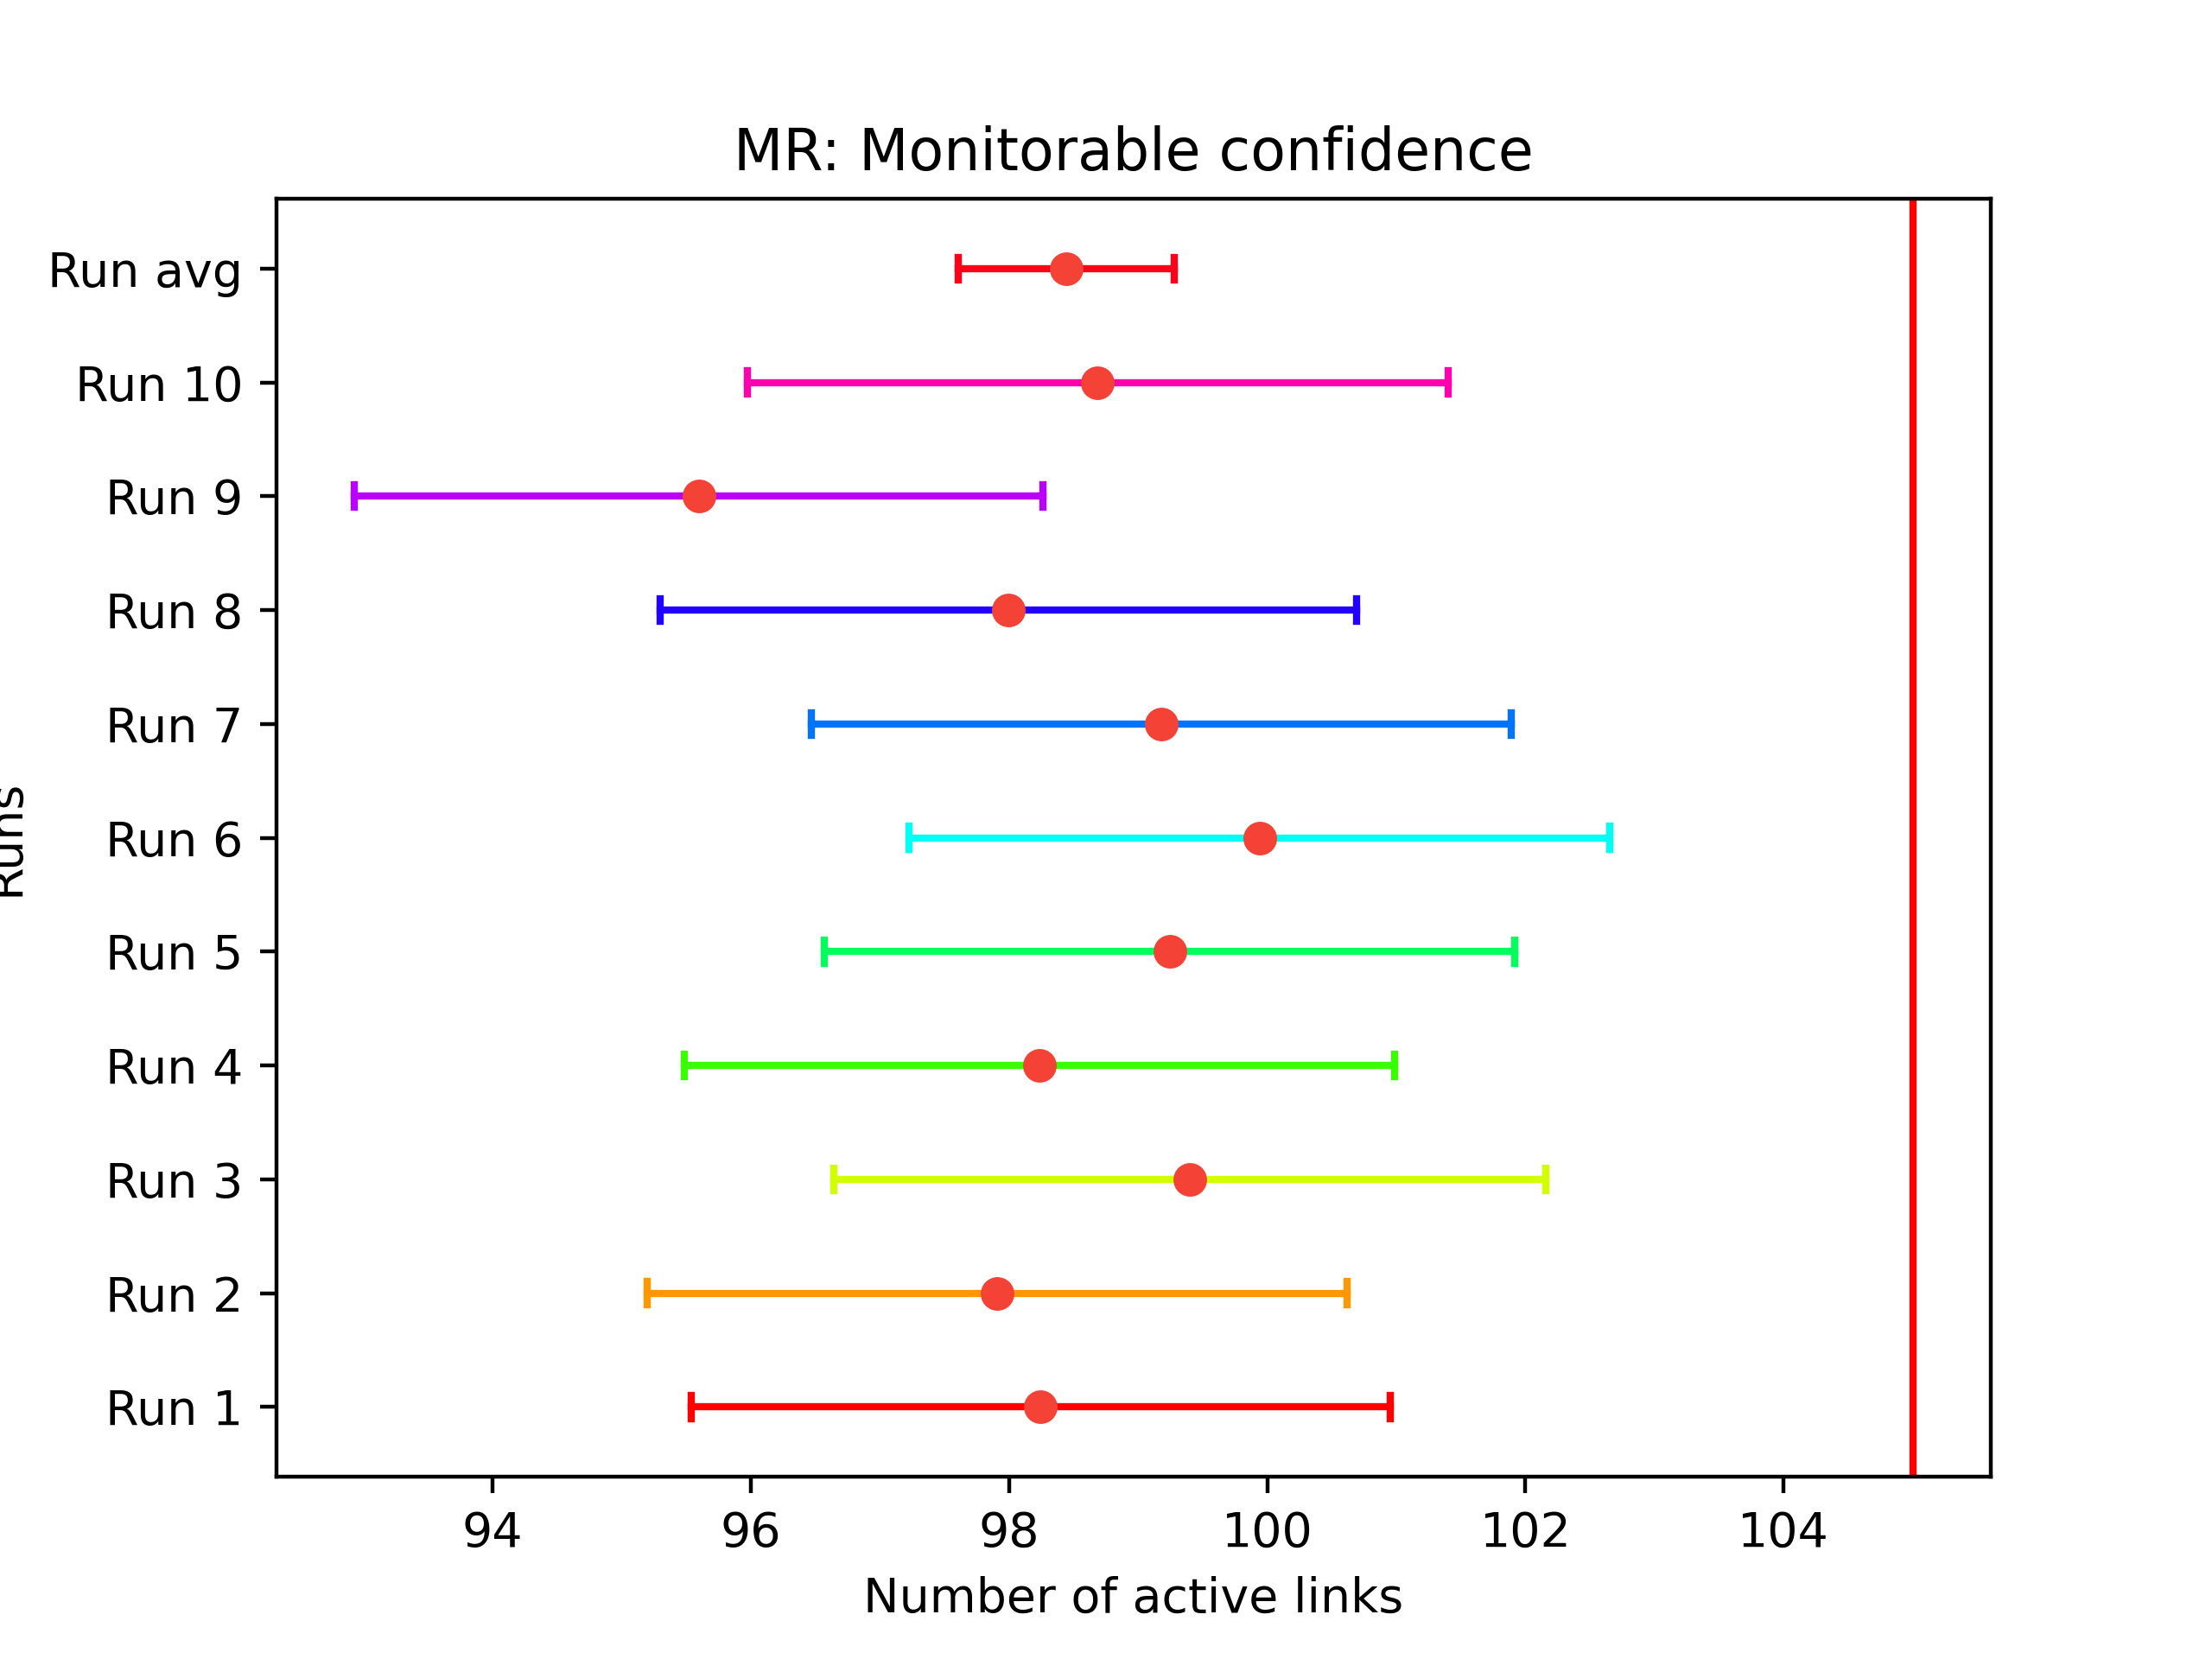 MR: Monitorable confidence
Run avg
Run 10
Run 9
Run 8
Run 7
Run 6
Run 5
Run 4
Run 3
Run 2
Run 1
Runs
94 96 98 100 102 104
Number of active links